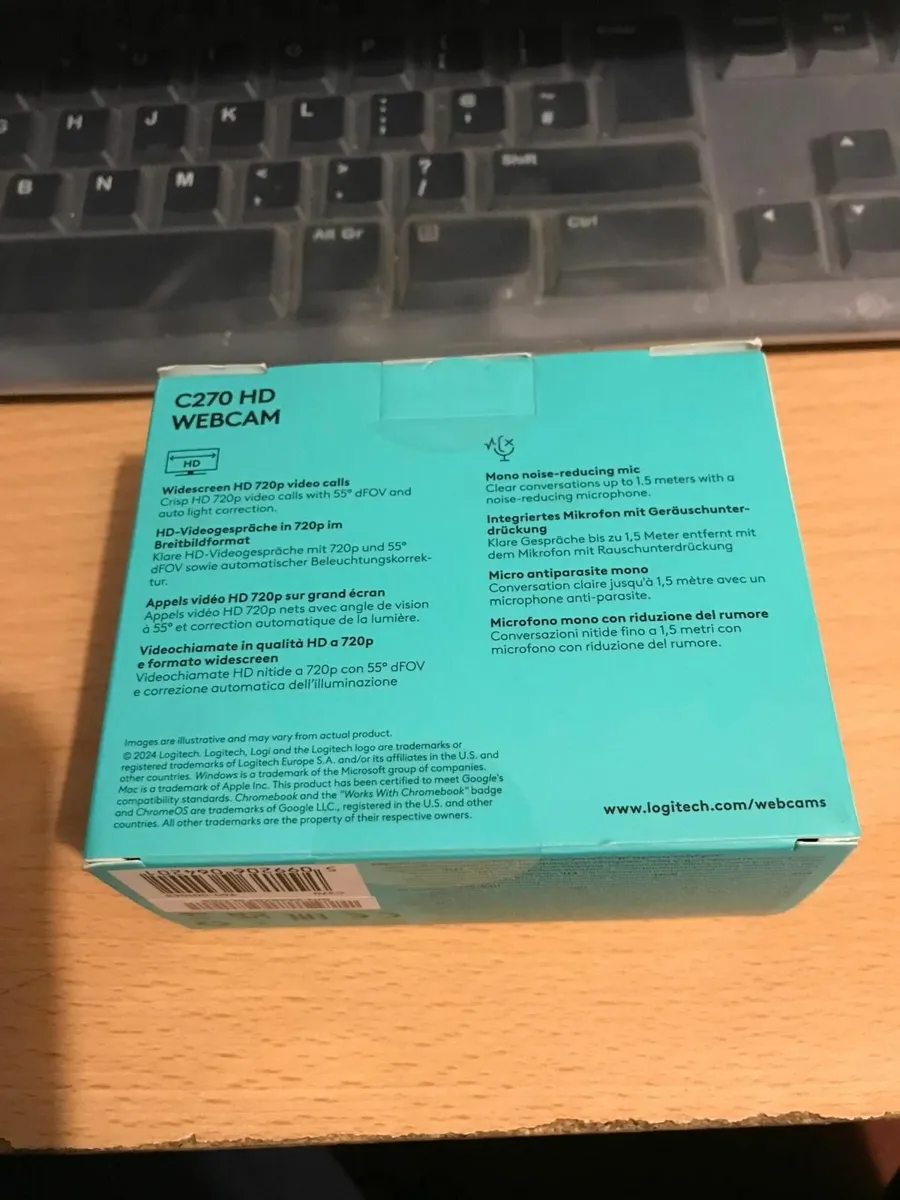 P
H
J
K
L
:
;
@
'
~
#
B
N
M
<
,
>
.
?
/
Shift
Alt Gr
Ctrl
C270 HD
WEBCAM
HD
Widescreen HD 720p video calls
Crisp HD 720p video calls with 55° dFOV and
auto light correction.
HD-Videogespräche in 720p im
Breitbildformat
Klare HD-Videogespräche mit 720p und 55°
dFOV sowie automatischer Beleuchtungskorrek-
tur.
Appels vidéo HD 720p sur grand écran
Appels vidéo HD 720p nets avec angle de vision
à 55° et correction automatique de la lumière.
Videochiamate in qualità HD a 720p
e formato widescreen
Videochiamate HD nitide a 720p con 55° dFOV
e correzione automatica dell'illuminazione
Mono noise-reducing mic
Clear conversations up to 1.5 meters with a
noise-reducing microphone.
Integriertes Mikrofon mit Geräuschunter-
drückung
Klare Gespräche bis zu 1,5 Meter entfernt mit
dem Mikrofon mit Rauschunterdrückung
Micro antiparasite mono
Conversation claire jusqu'à 1,5 mètre avec un
microphone anti-parasite.
Microfono mono con riduzione del rumore
Conversazioni nitide fino a 1,5 metri con
microfono con riduzione del rumore.
Images are illustrative and may vary from actual product.
© 2024 Logitech. Logitech, Logi and the Logitech logo are trademarks or
registered trademarks of Logitech Europe S.A. and/or its affiliates in the U.S. and
other countries. Windows is a trademark of the Microsoft group of companies.
Mac is a trademark of Apple Inc. This product has been certified to meet Google's
compatibility standards. Chromebook and the "Works With Chromebook" badge
and ChromeOS are trademarks of Google LLC., registered in the U.S. and other
countries. All other trademarks are the property of their respective owners.
www.logitech.com/webcams
5 099206 064201
C270